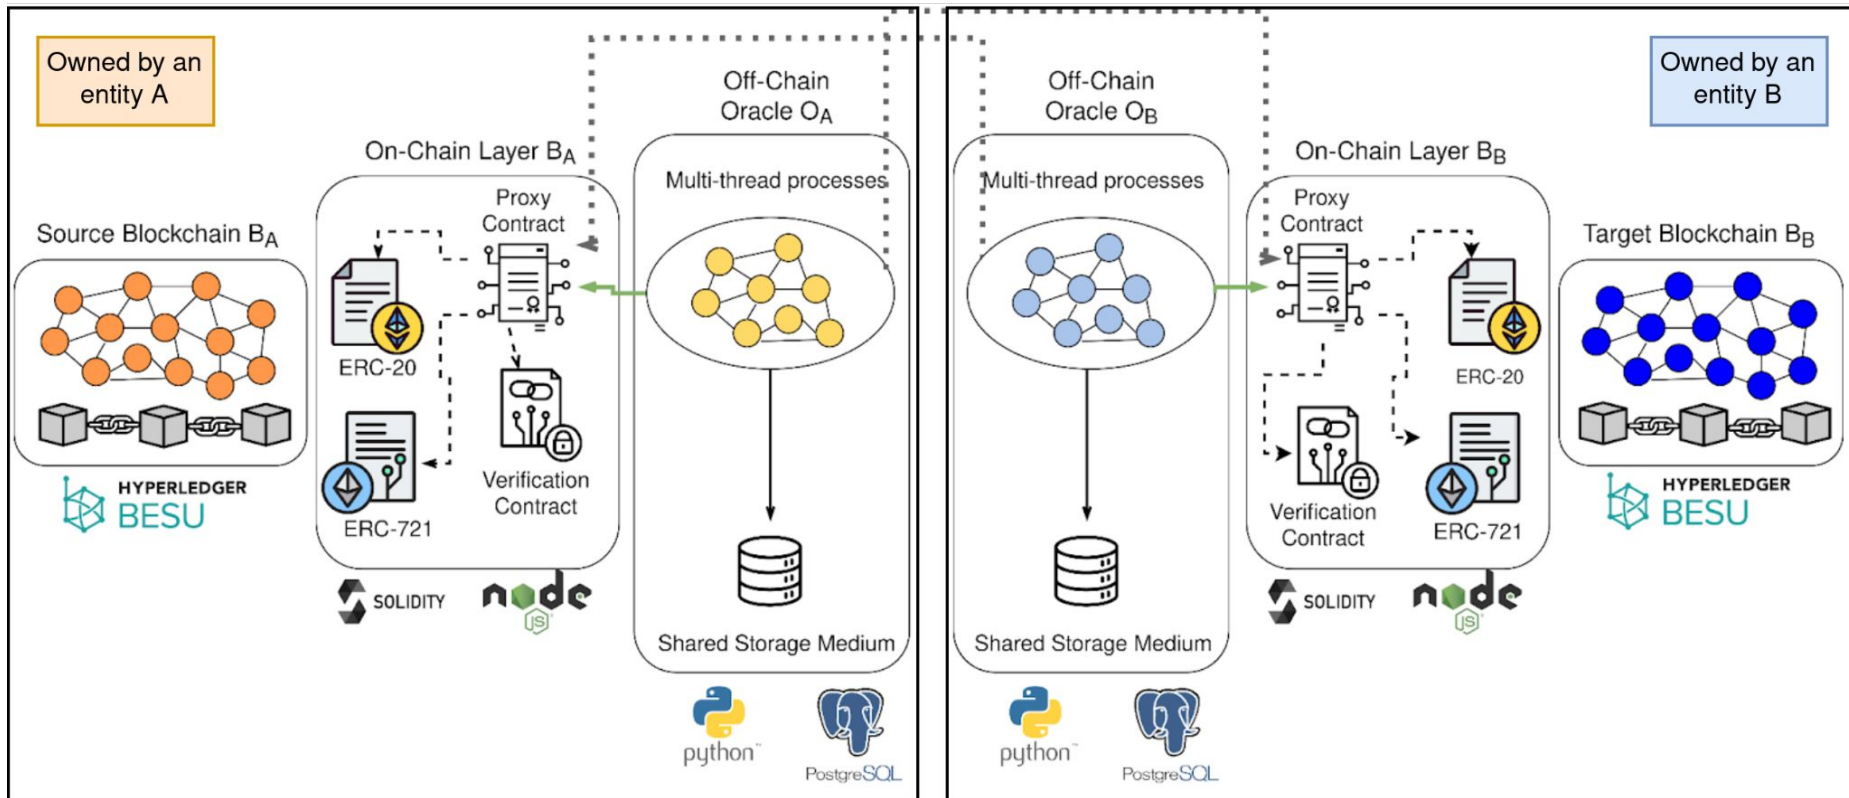 Owned by an
entity A
Off-Chain
Oracle OA
On-Chain Layer BA
Multi-thread processes
Proxy
Contract
Source Blockchain BA
ERC-20
Verification
Contract
ERC-721
HYPERLEDGER
BESU
SOLIDITY
node
JS
Shared Storage Medium
python™
PostgreSQL
Owned by an
entity B
Off-Chain
Oracle OB
On-Chain Layer BB
Multi-thread processes
Proxy
Contract
Target Blockchain BB
ERC-20
Verification
Contract
ERC-721
HYPERLEDGER
BESU
SOLIDITY
node
JS
Shared Storage Medium
python™
PostgreSQL